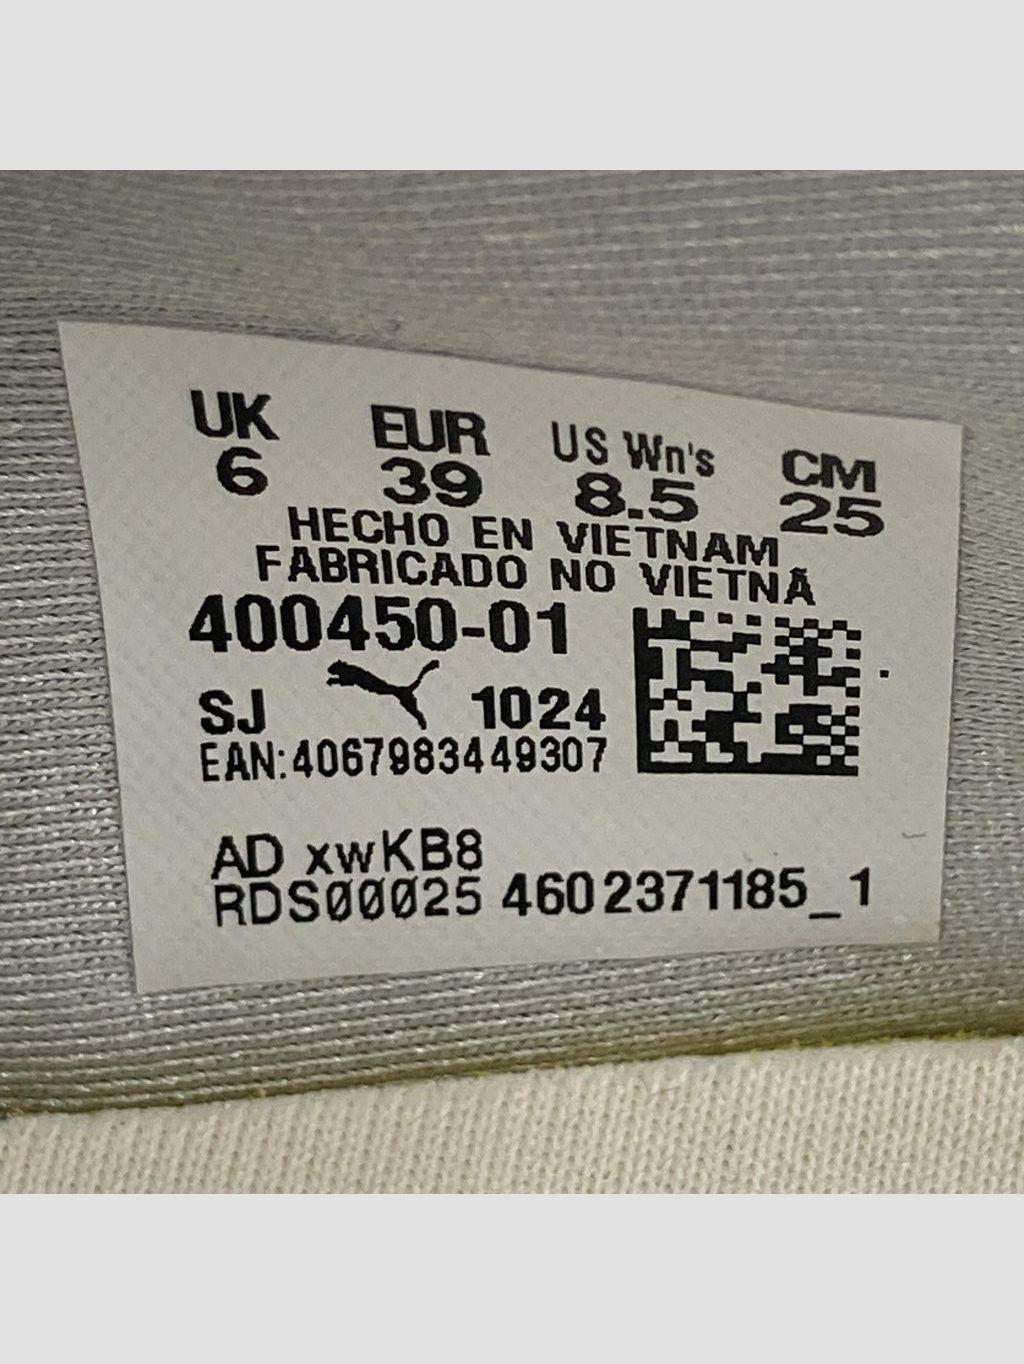 UK EUR US Wn's CM
6 39 8.5 25
HECHO EN VIETNAM
FABRICADO NO VIETNÃ
400450-01
SJ 1024
EAN:4067983449307
AD xwKB8
RDS00025 4602371185_1